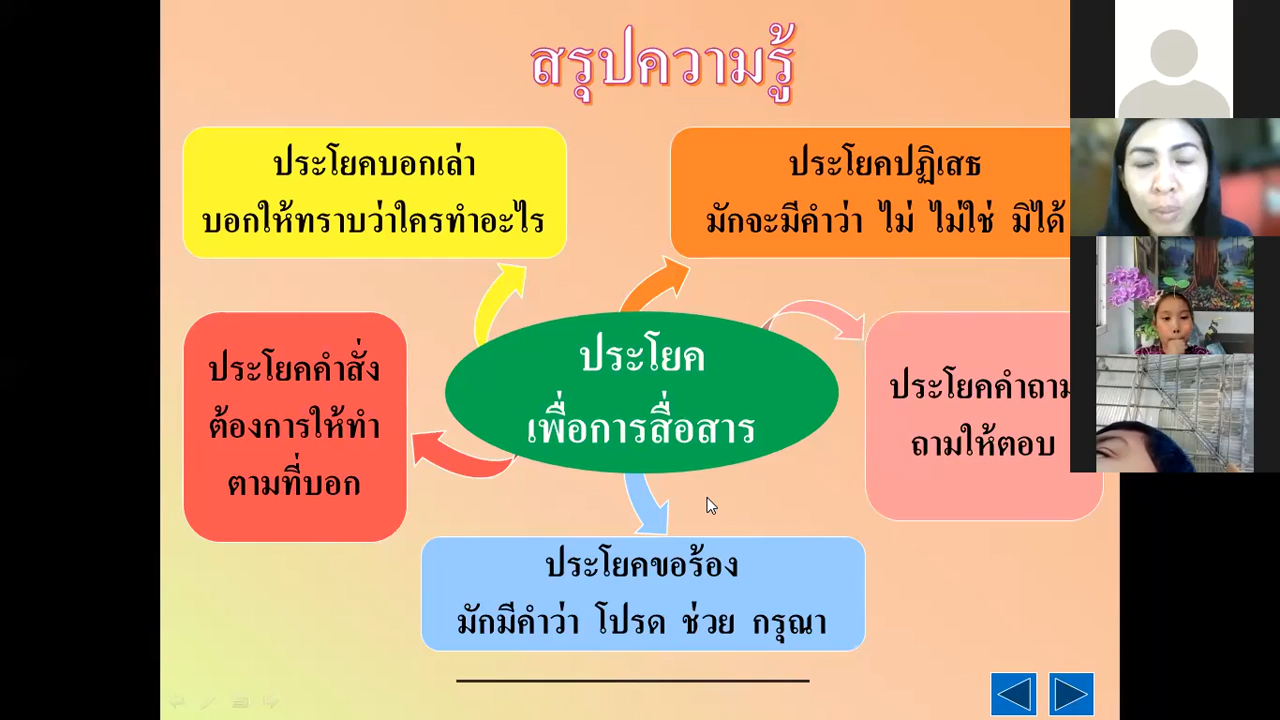 สรุปความรู้
ประโยคบอกเล่า
บอกให้ทราบว่าใครทำอะไร
ประโยคปฏิเสธ
มักจะมีคำว่า ไม่ ไม่ใช่ มิได้
ประโยคคำสั่ง
ต้องการให้ทำ
ตามที่บอก
ประโยค
เพื่อการสื่อสาร
ประโยคคำถาม
ถามให้ตอบ
ประโยคขอร้อง
มักมีคำว่า โปรด ช่วย กรุณา